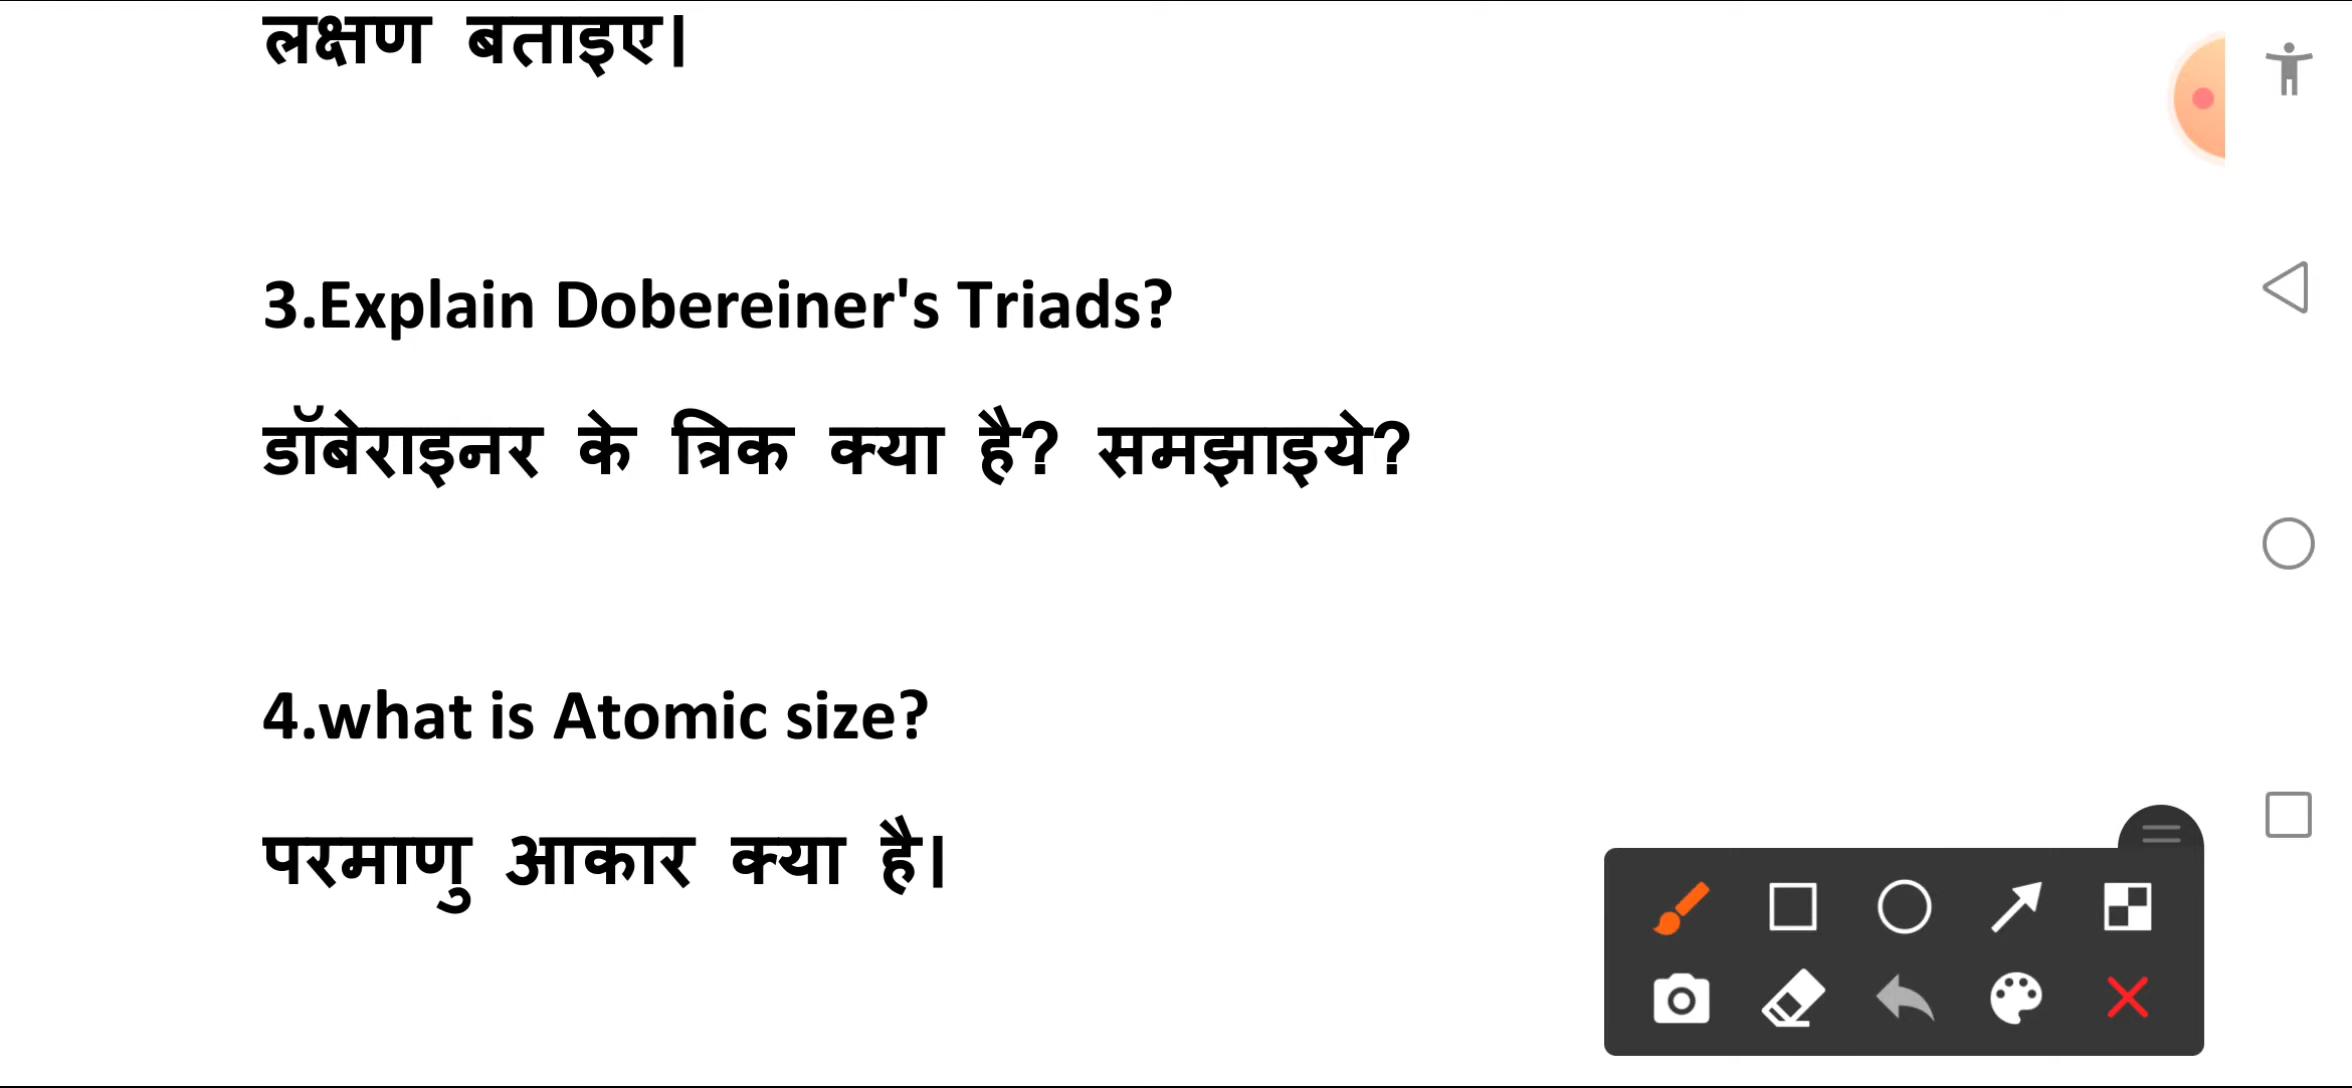 लक्षण बताइए।
3.Explain Dobereiner's Triads?
डॉबेराइनर के त्रिक क्या है? समझाइये?
4.what is Atomic size?
परमाणु आकार क्या है।